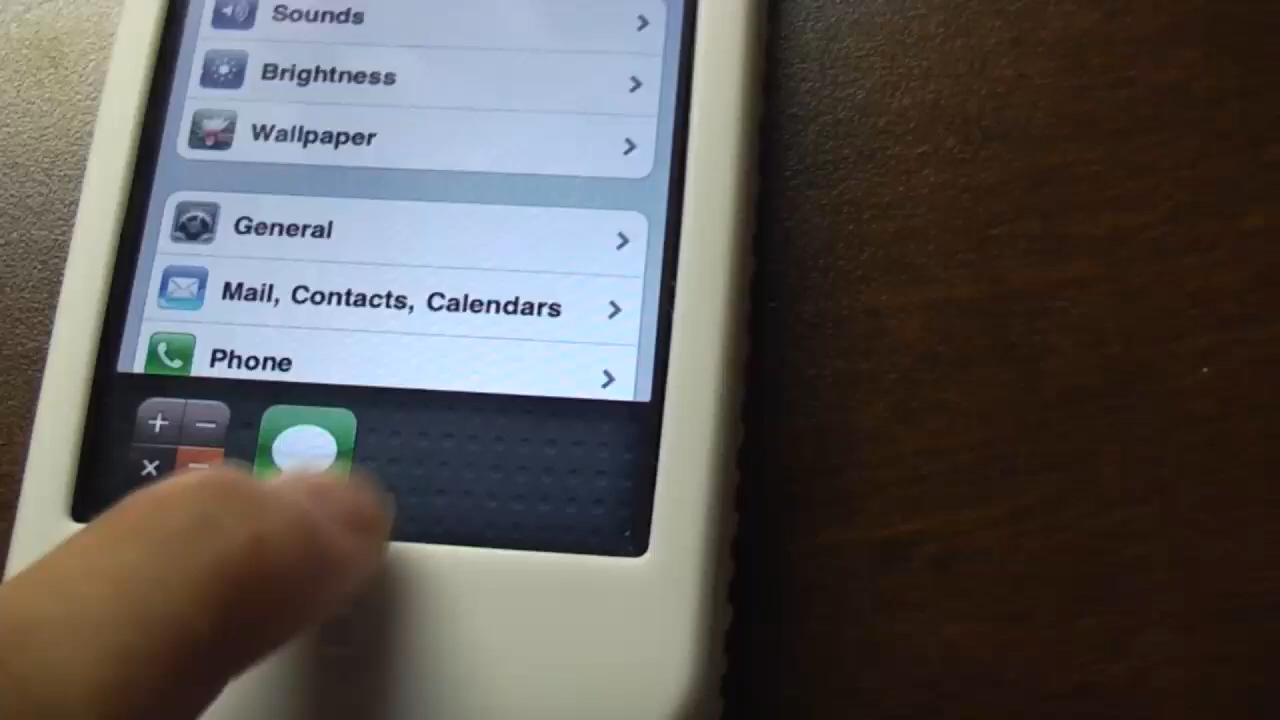 Sounds
Brightness
Wallpaper
General
Mail, Contacts, Calendars
Phone
+ −
×